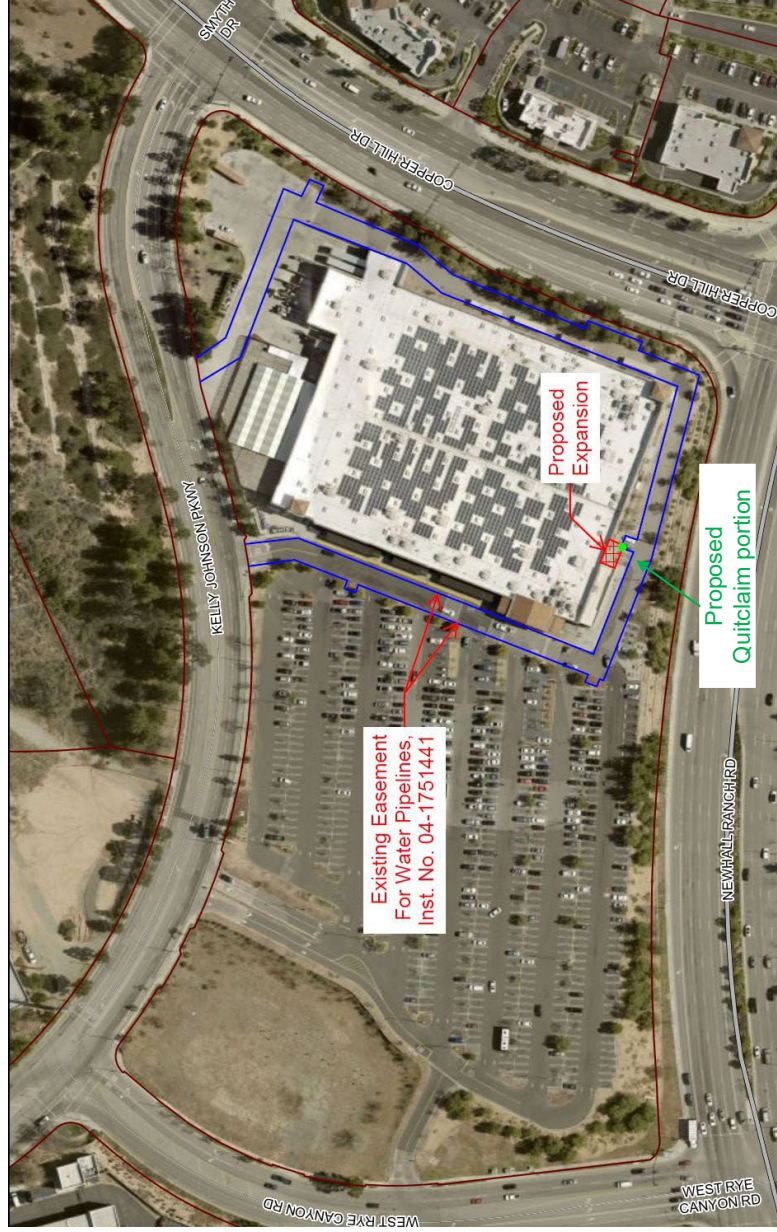 SMYTH
DR
COPPER HILL DR
COPPER HILL DR
KELLY JOHNSON PKWY
Proposed
Expansion
Existing Easement
For Water Pipelines,
Inst. No. 04-1751441
Proposed
Quitclaim portion
NEWHALL RANCH RD
WEST RYE CANYON RD
WEST RYE
CANYON RD